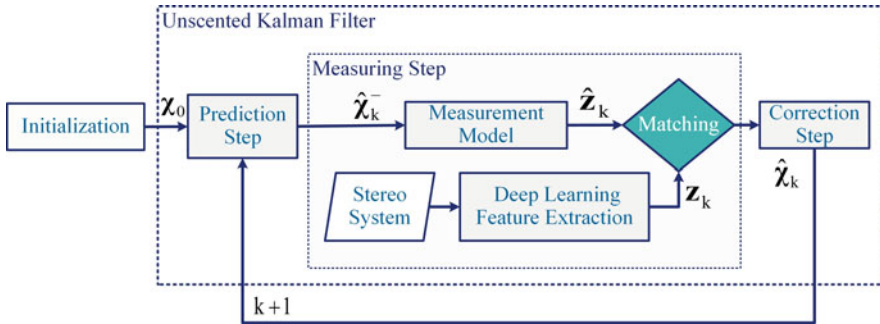 Unscented Kalman Filter
Measuring Step
Initialization
χ₀
Prediction
Step
χ̂ₖ⁻
Measurement
Model
ẑₖ
Matching
Correction
Step
Stereo
System
Deep Learning
Feature Extraction
zₖ
χ̂ₖ
k+1